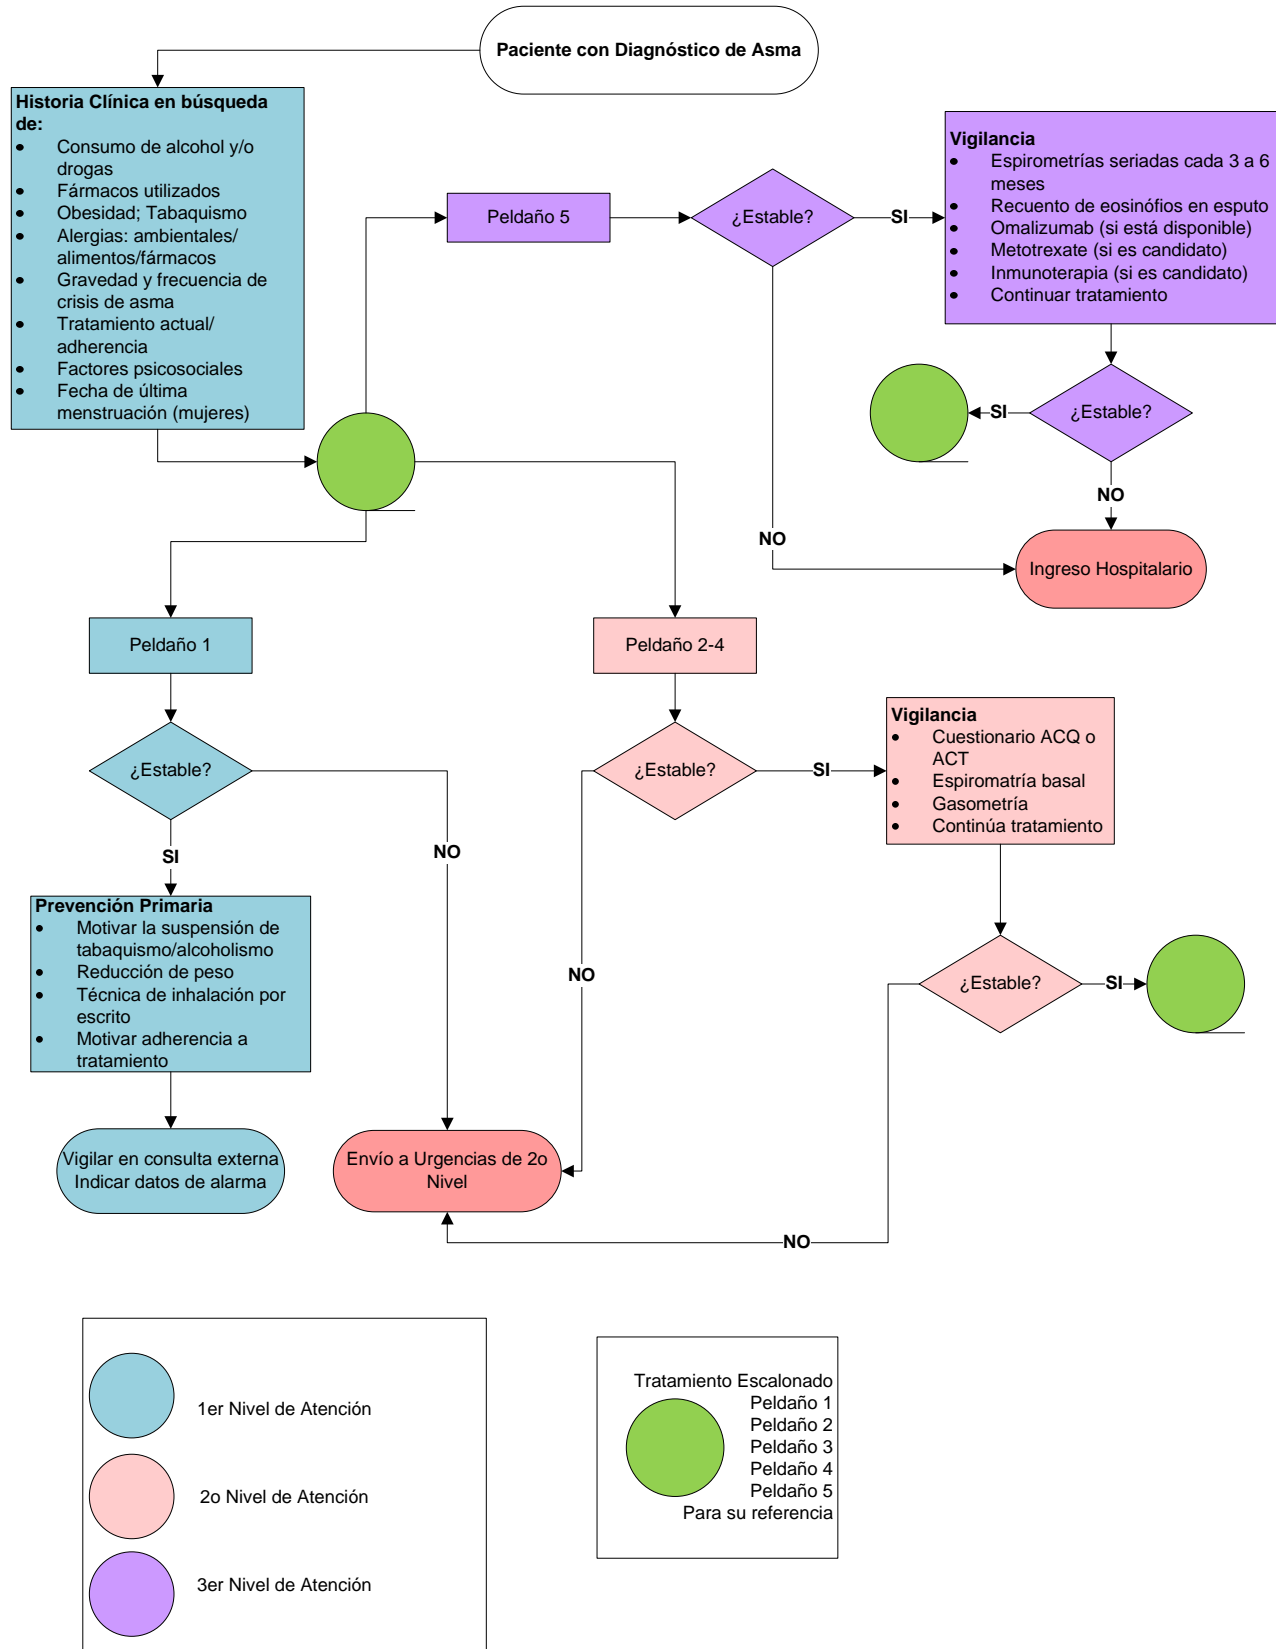 Paciente con Diagnóstico de Asma
Historia Clínica en búsqueda
de:
• Consumo de alcohol y/o
drogas
• Fármacos utilizados
• Obesidad; Tabaquismo
• Alergias: ambientales/
alimentos/fármacos
• Gravedad y frecuencia de
crisis de asma
• Tratamiento actual/
adherencia
• Factores psicosociales
• Fecha de última
menstruación (mujeres)
Peldaño 5
¿Estable?
SI
Vigilancia
• Espirometrías seriadas cada 3 a 6
meses
• Recuento de eosinófios en esputo
• Omalizumab (si está disponible)
• Metotrexate (si es candidato)
• Inmunoterapia (si es candidato)
• Continuar tratamiento
¿Estable?
SI
NO
NO
Ingreso Hospitalario
Peldaño 1
¿Estable?
SI
NO
Prevención Primaria
• Motivar la suspensión de
tabaquismo/alcoholismo
• Reducción de peso
• Técnica de inhalación por
escrito
• Motivar adherencia a
tratamiento
Vigilar en consulta externa
Indicar datos de alarma
Peldaño 2-4
¿Estable?
SI
NO
Vigilancia
• Cuestionario ACQ o
ACT
• Espiromatría basal
• Gasometría
• Continúa tratamiento
¿Estable?
SI
NO
Envío a Urgencias de 2o
Nivel
1er Nivel de Atención
2o Nivel de Atención
3er Nivel de Atención
Tratamiento Escalonado
Peldaño 1
Peldaño 2
Peldaño 3
Peldaño 4
Peldaño 5
Para su referencia